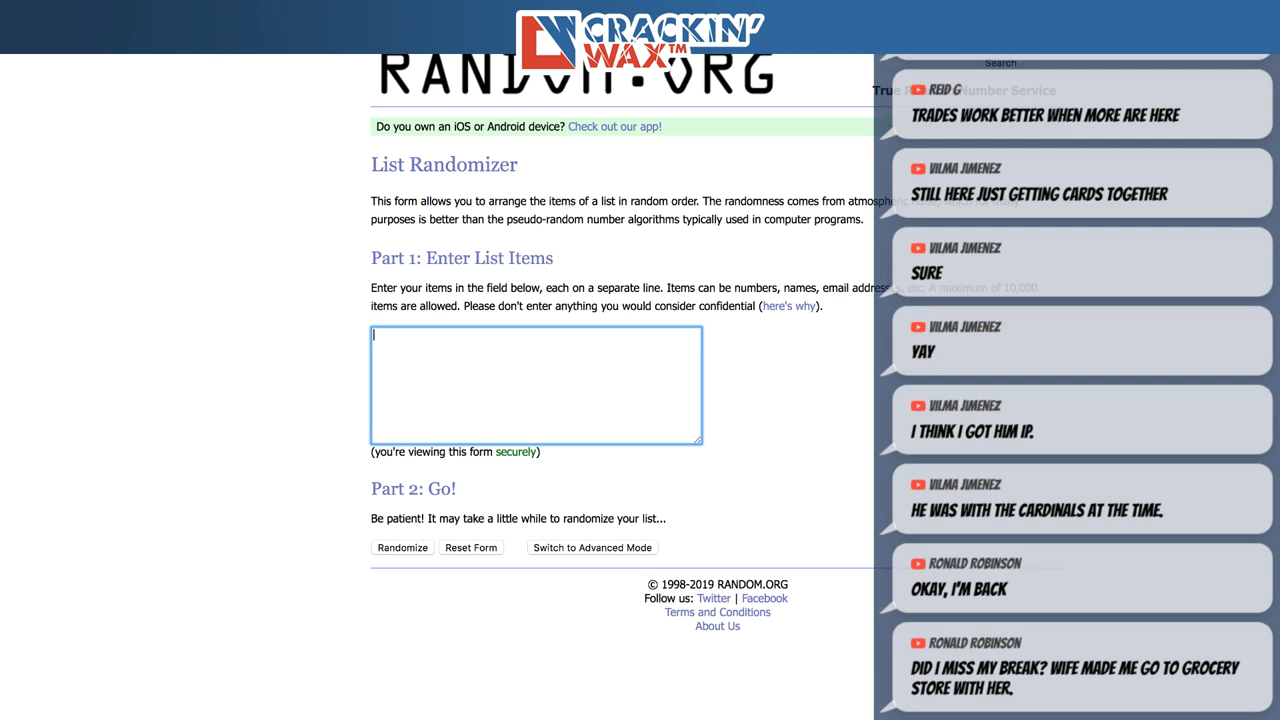 CRACKIN'
WAX™
RANDOM.ORG
Search
True Number Service
Do you own an iOS or Android device? Check out our app!
List Randomizer
This form allows you to arrange the items of a list in random order. The randomness comes from atmospheric noise, which for many
purposes is better than the pseudo-random number algorithms typically used in computer programs.
Part 1: Enter List Items
Enter your items in the field below, each on a separate line. Items can be numbers, names, email addresses, etc. A maximum of 10,000
items are allowed. Please don't enter anything you would consider confidential (here's why).
(you're viewing this form securely)
Part 2: Go!
Be patient! It may take a little while to randomize your list...
Randomize
Reset Form
Switch to Advanced Mode
© 1998-2019 RANDOM.ORG
Follow us: Twitter | Facebook
Terms and Conditions
About Us
REID G
TRADES WORK BETTER WHEN MORE ARE HERE
VILMA JIMENEZ
STILL HERE JUST GETTING CARDS TOGETHER
VILMA JIMENEZ
SURE
VILMA JIMENEZ
YAY
VILMA JIMENEZ
I THINK I GOT HIM IP.
VILMA JIMENEZ
HE WAS WITH THE CARDINALS AT THE TIME.
RONALD ROBINSON
OKAY, I'M BACK
RONALD ROBINSON
DID I MISS MY BREAK? WIFE MADE ME GO TO GROCERY
STORE WITH HER.